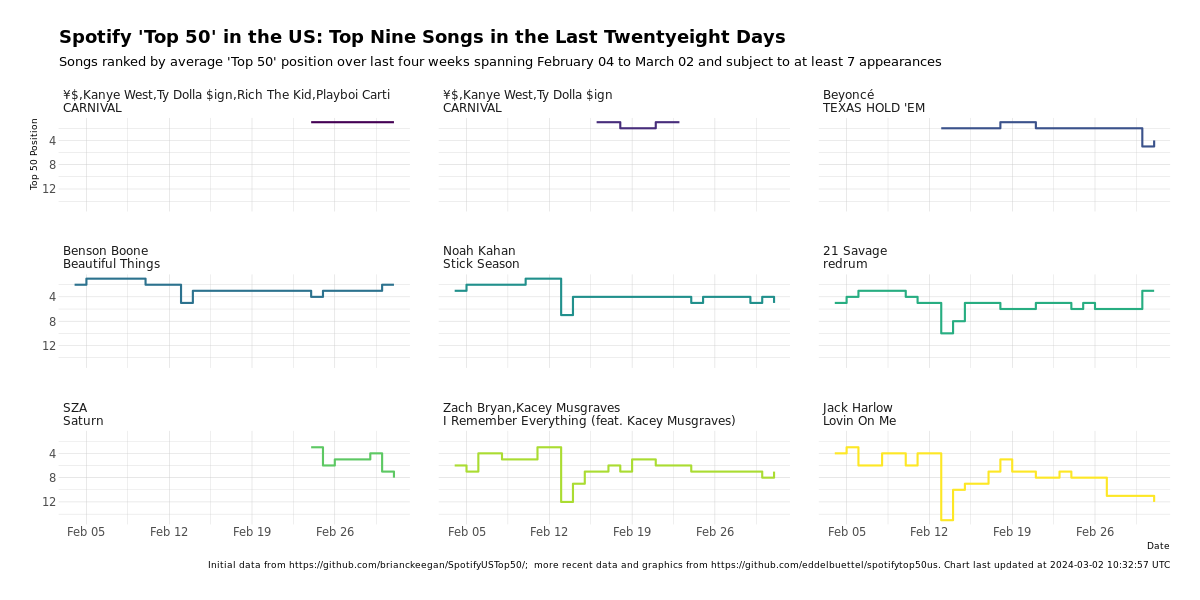 Spotify 'Top 50' in the US: Top Nine Songs in the Last Twentyeight Days
Songs ranked by average 'Top 50' position over last four weeks spanning February 04 to March 02 and subject to at least 7 appearances
¥$,Kanye West,Ty Dolla $ign,Rich The Kid,Playboi Carti
CARNIVAL
¥$,Kanye West,Ty Dolla $ign
CARNIVAL
Beyoncé
TEXAS HOLD 'EM
Top 50 Position
4
8
12
Benson Boone
Beautiful Things
Noah Kahan
Stick Season
21 Savage
redrum
4
8
12
SZA
Saturn
Zach Bryan,Kacey Musgraves
I Remember Everything (feat. Kacey Musgraves)
Jack Harlow
Lovin On Me
4
8
12
Feb 05 Feb 12 Feb 19 Feb 26
Feb 05 Feb 12 Feb 19 Feb 26
Feb 05 Feb 12 Feb 19 Feb 26
Date
Initial data from https://github.com/brianckeegan/SpotifyUSTop50/;  more recent data and graphics from https://github.com/eddelbuettel/spotifytop50us. Chart last updated at 2024-03-02 10:32:57 UTC